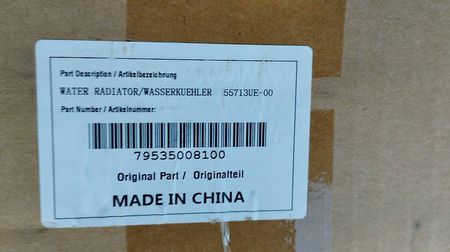 Part Description / Artikelbezeichnung
WATER RADIATOR/WASSERKUEHLER 55713UE-00
Part Number / Artikelnummer:
79535008100
Original Part / Originalteil
MADE IN CHINA